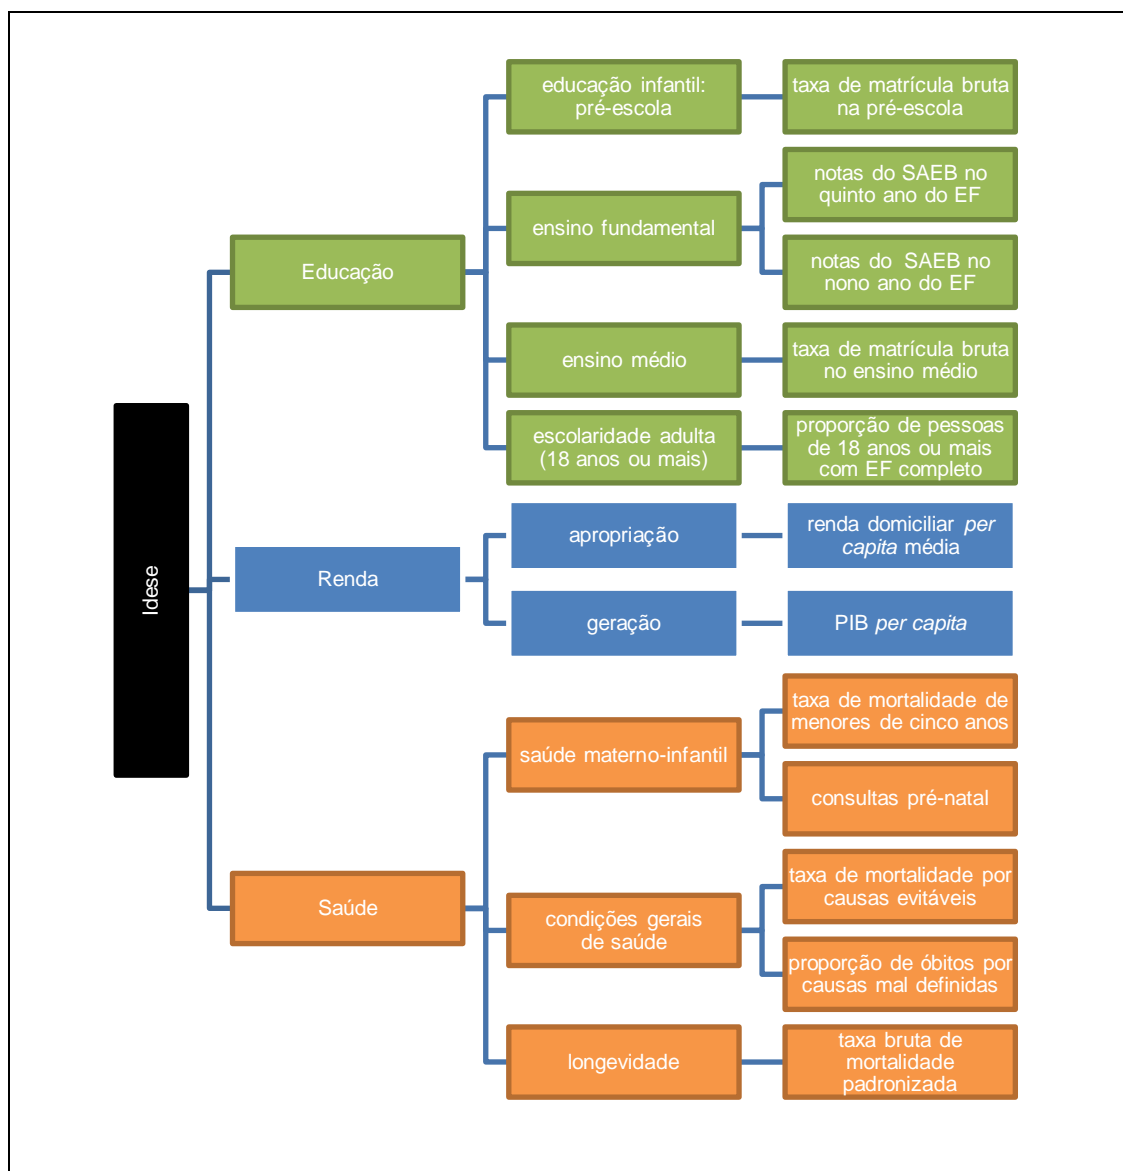 Idese
Educação
educação infantil:
pré-escola
taxa de matrícula bruta
na pré-escola
ensino fundamental
notas do SAEB no
quinto ano do EF
notas do SAEB no
nono ano do EF
ensino médio
taxa de matrícula bruta
no ensino médio
escolaridade adulta
(18 anos ou mais)
proporção de pessoas
de 18 anos ou mais
com EF completo
Renda
apropriação
renda domiciliar per
capita média
geração
PIB per capita
Saúde
saúde materno-infantil
taxa de mortalidade de
menores de cinco anos
consultas pré-natal
condições gerais
de saúde
taxa de mortalidade por
causas evitáveis
proporção de óbitos por
causas mal definidas
longevidade
taxa bruta de
mortalidade
padronizada